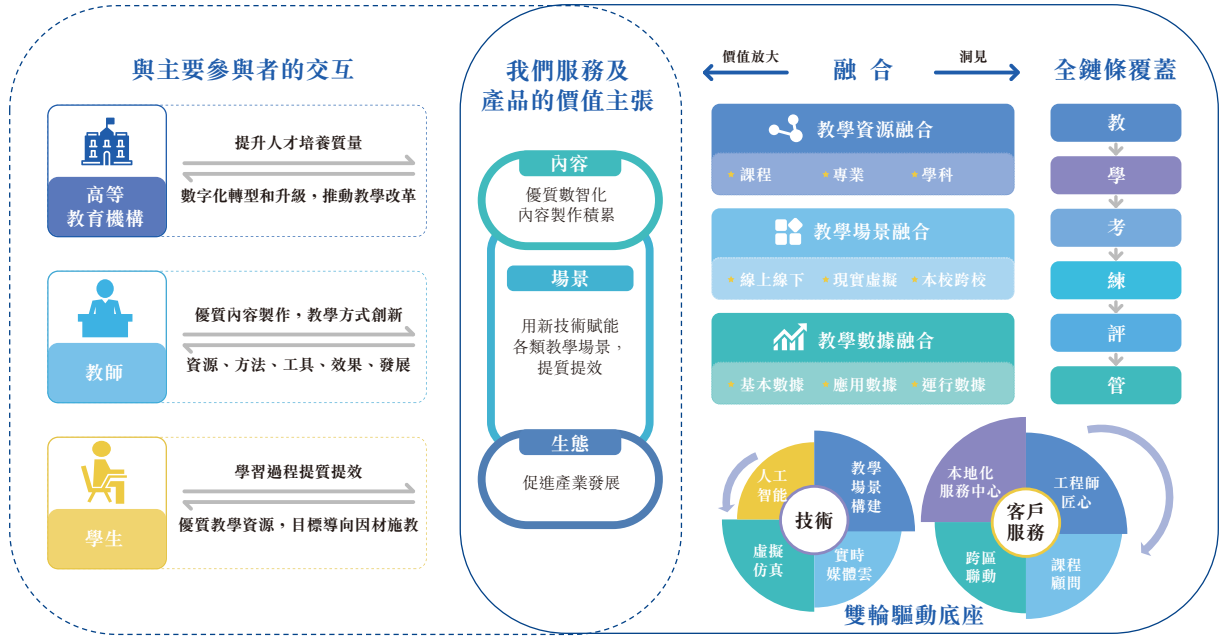 與主要參與者的交互
高等
教育機構
提升人才培養質量
數字化轉型和升級，推動教學改革
教師
優質內容製作，教學方式創新
資源、方法、工具、效果、發展
學生
學習過程提質提效
優質教學資源，目標導向因材施教
我們服務及
產品的價值主張
內容
優質數智化
內容製作積累
場景
用新技術賦能
各類教學場景，
提質提效
生態
促進產業發展
價值放大
融合
洞見
教學資源融合
課程 專業 學科
教學場景融合
線上線下 現實虛擬 本校跨校
教學數據融合
基本數據 應用數據 運行數據
全鏈條覆蓋
教
學
考
練
評
管
人工
智能
教學
場景
構建
技術
虛擬
仿真
實時
媒體雲
本地化
服務中心
工程師
匠心
客戶
服務
跨區
聯動
課程
顧問
雙輪驅動底座